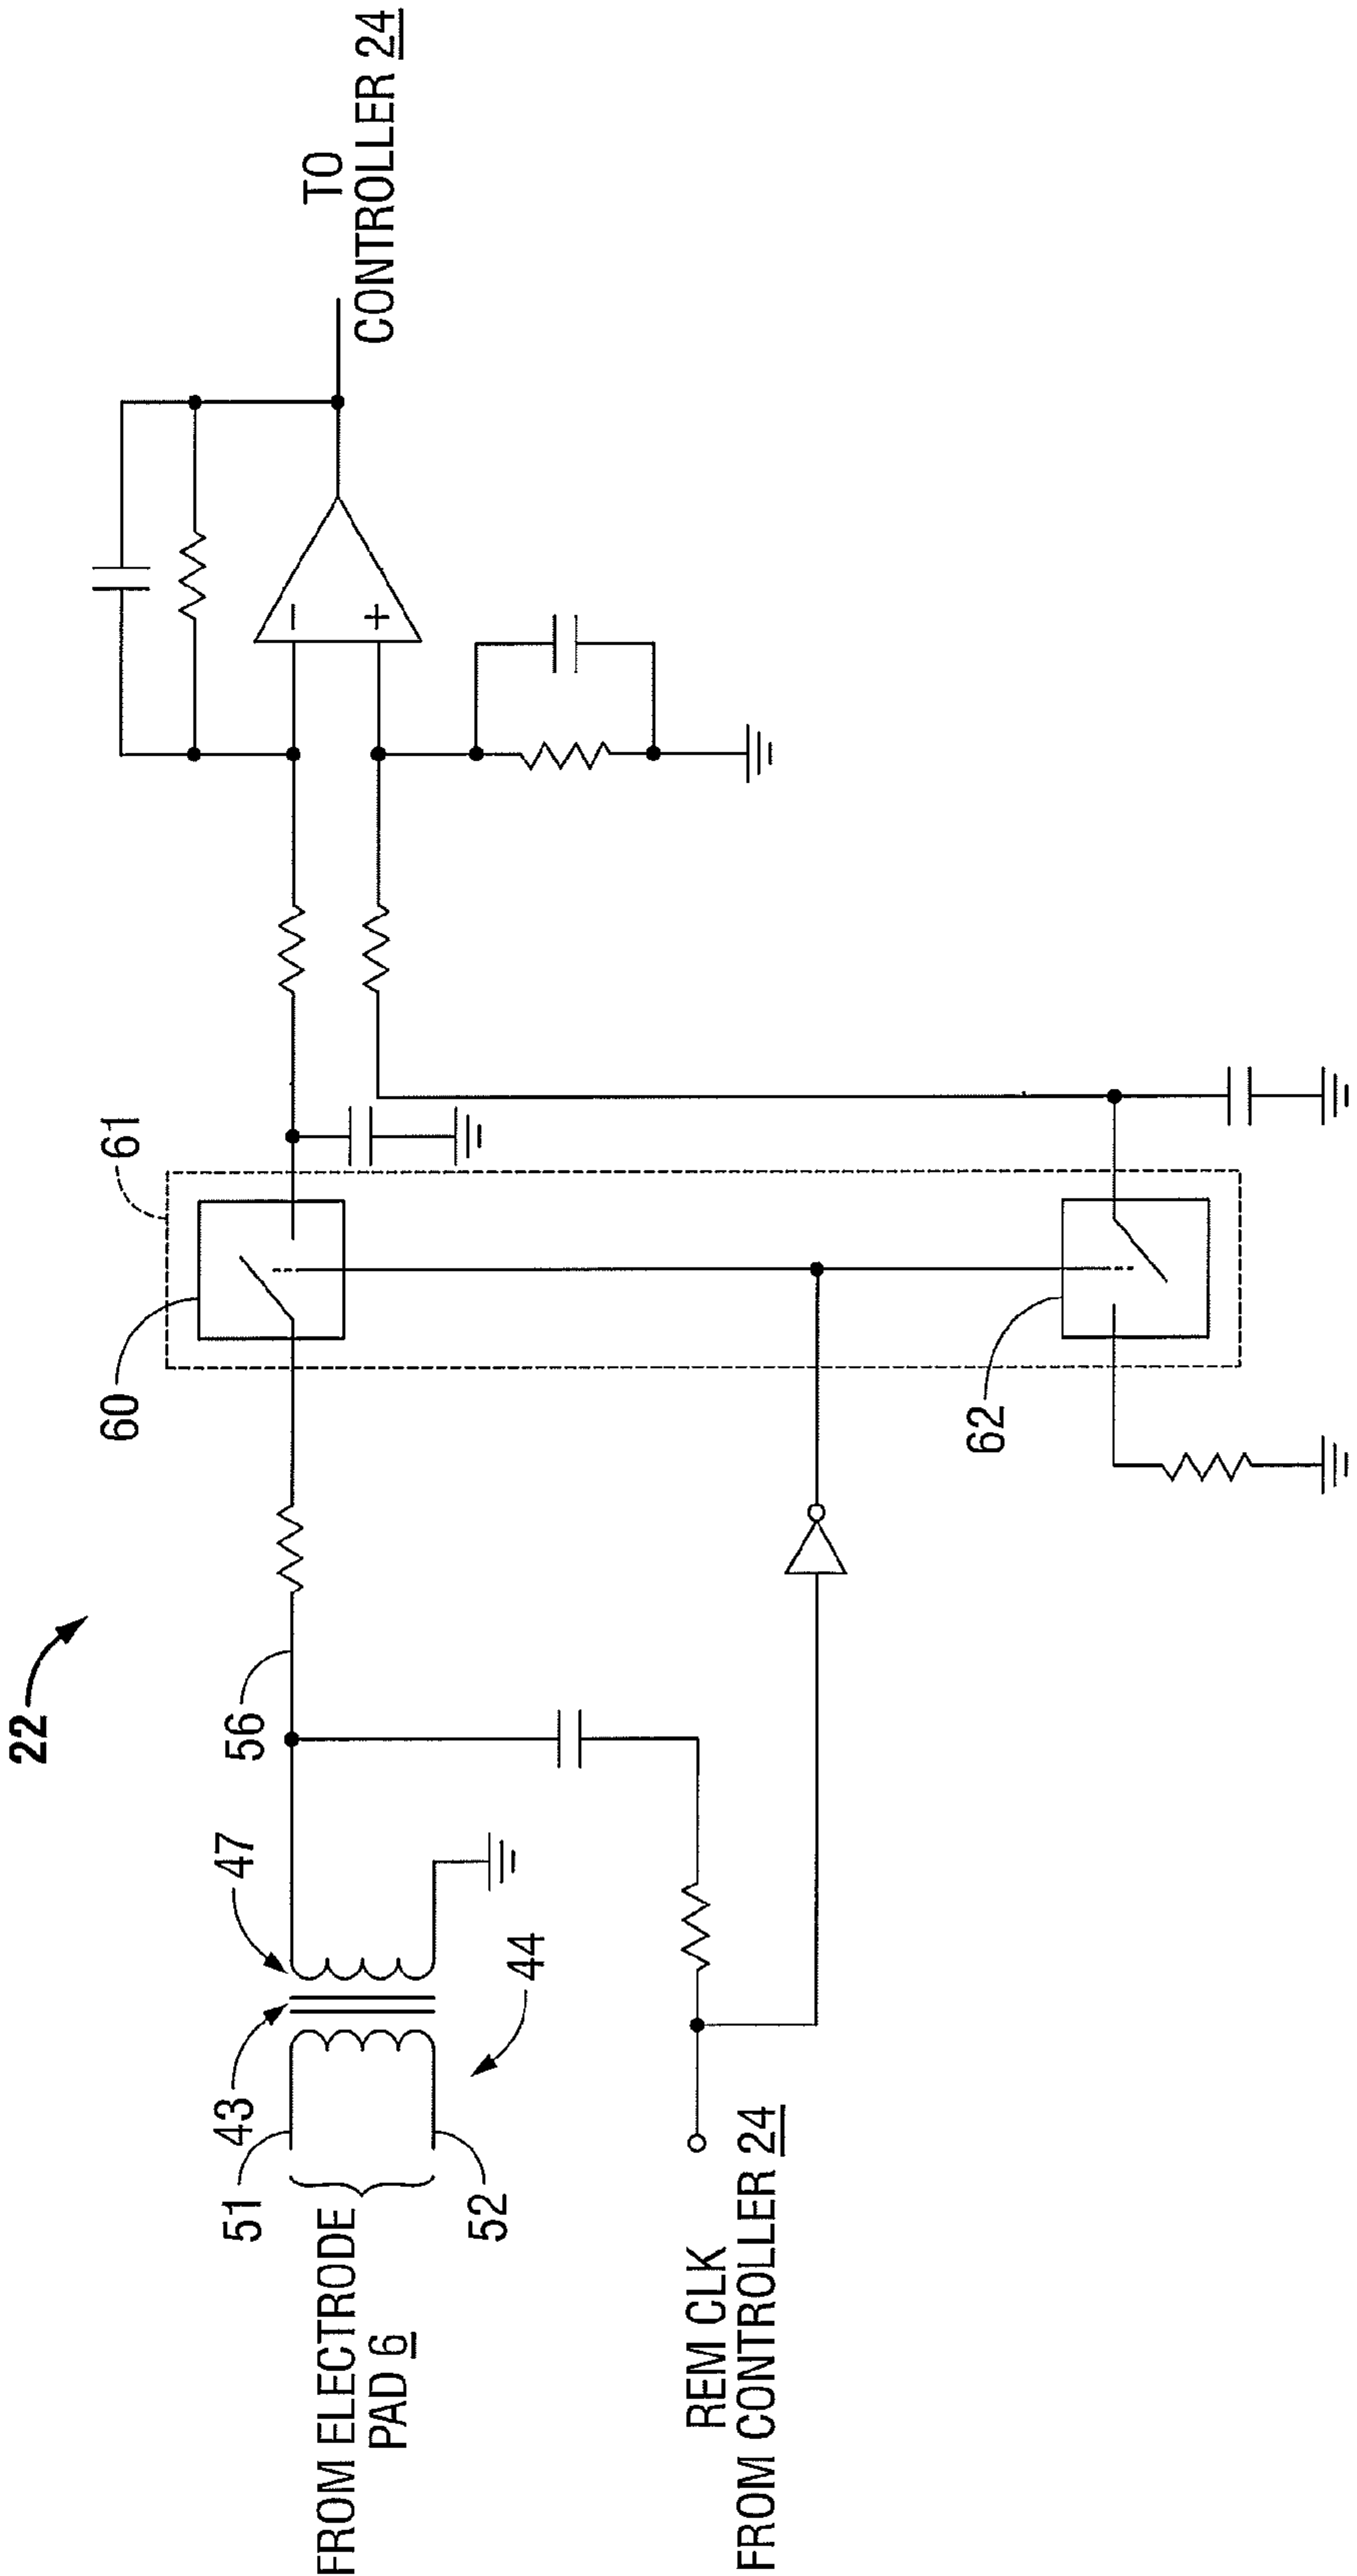 22
FROM ELECTRODE
PAD 6
51
52
43
47
44
56
60
61
62
REM CLK
FROM CONTROLLER 24
−
+
TO
CONTROLLER 24